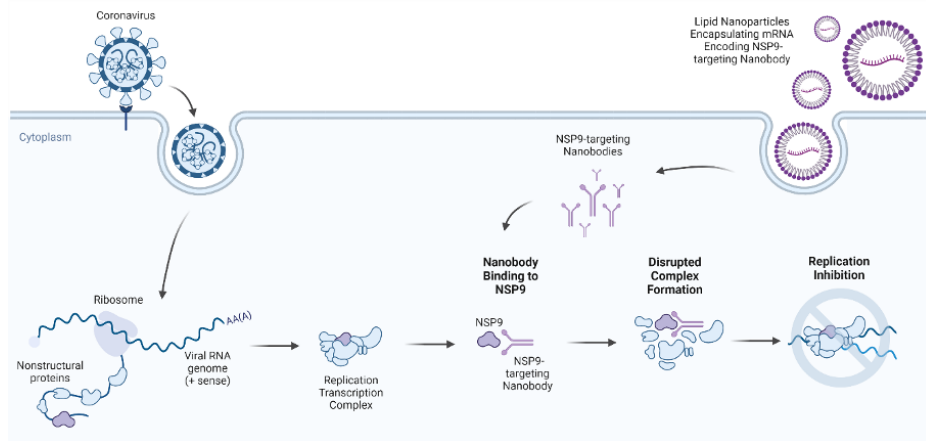 Coronavirus
Lipid Nanoparticles
Encapsulating mRNA
Encoding NSP9-
targeting Nanobody
Cytoplasm
NSP9-targeting
Nanobodies
Nanobody
Binding to
NSP9
Disrupted
Complex
Formation
Replication
Inhibition
Ribosome
AA(A)
Nonstructural
proteins
Viral RNA
genome
(+ sense)
Replication
Transcription
Complex
NSP9
NSP9-
targeting
Nanobody